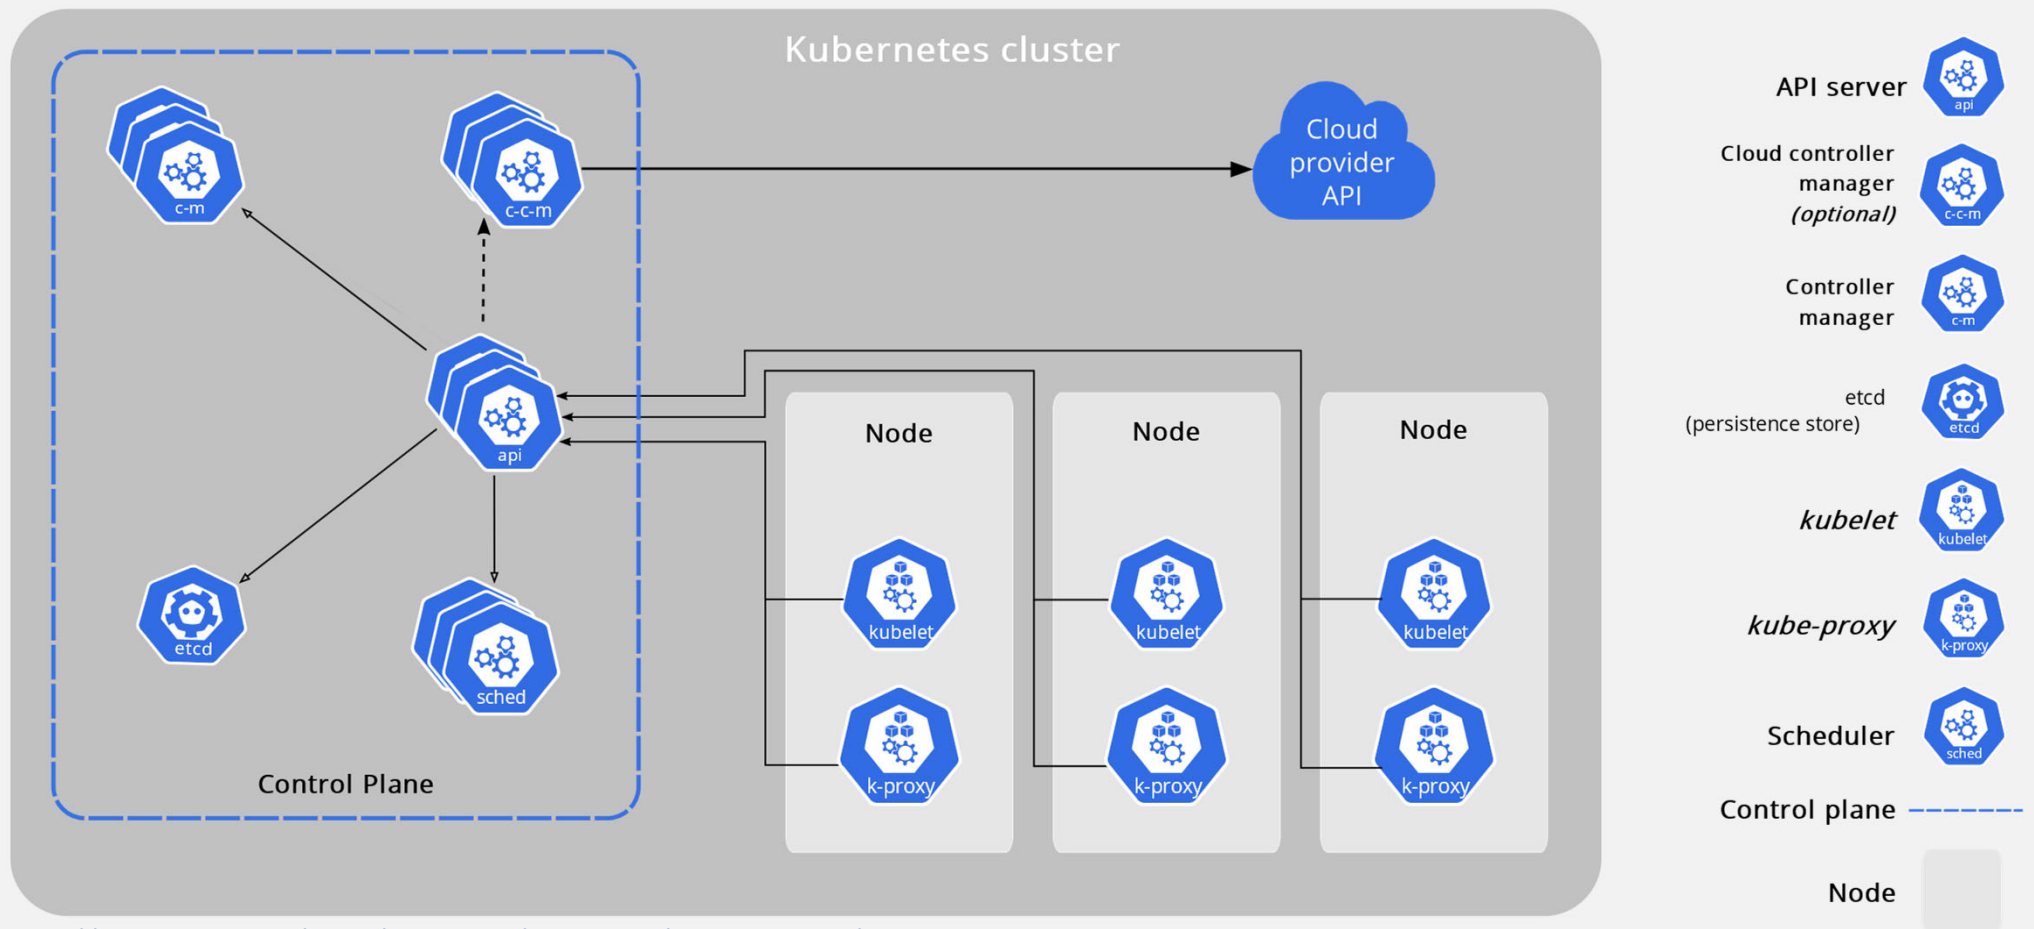 Kubernetes cluster
c-m
c-c-m
Cloud
provider
API
api
etcd
sched
Control Plane
Node
kubelet
k-proxy
Node
kubelet
k-proxy
Node
kubelet
k-proxy
API server
api
Cloud controller
manager
(optional)
c-c-m
Controller
manager
c-m
etcd
(persistence store)
etcd
kubelet
kubelet
kube-proxy
k-proxy
Scheduler
sched
Control plane
Node